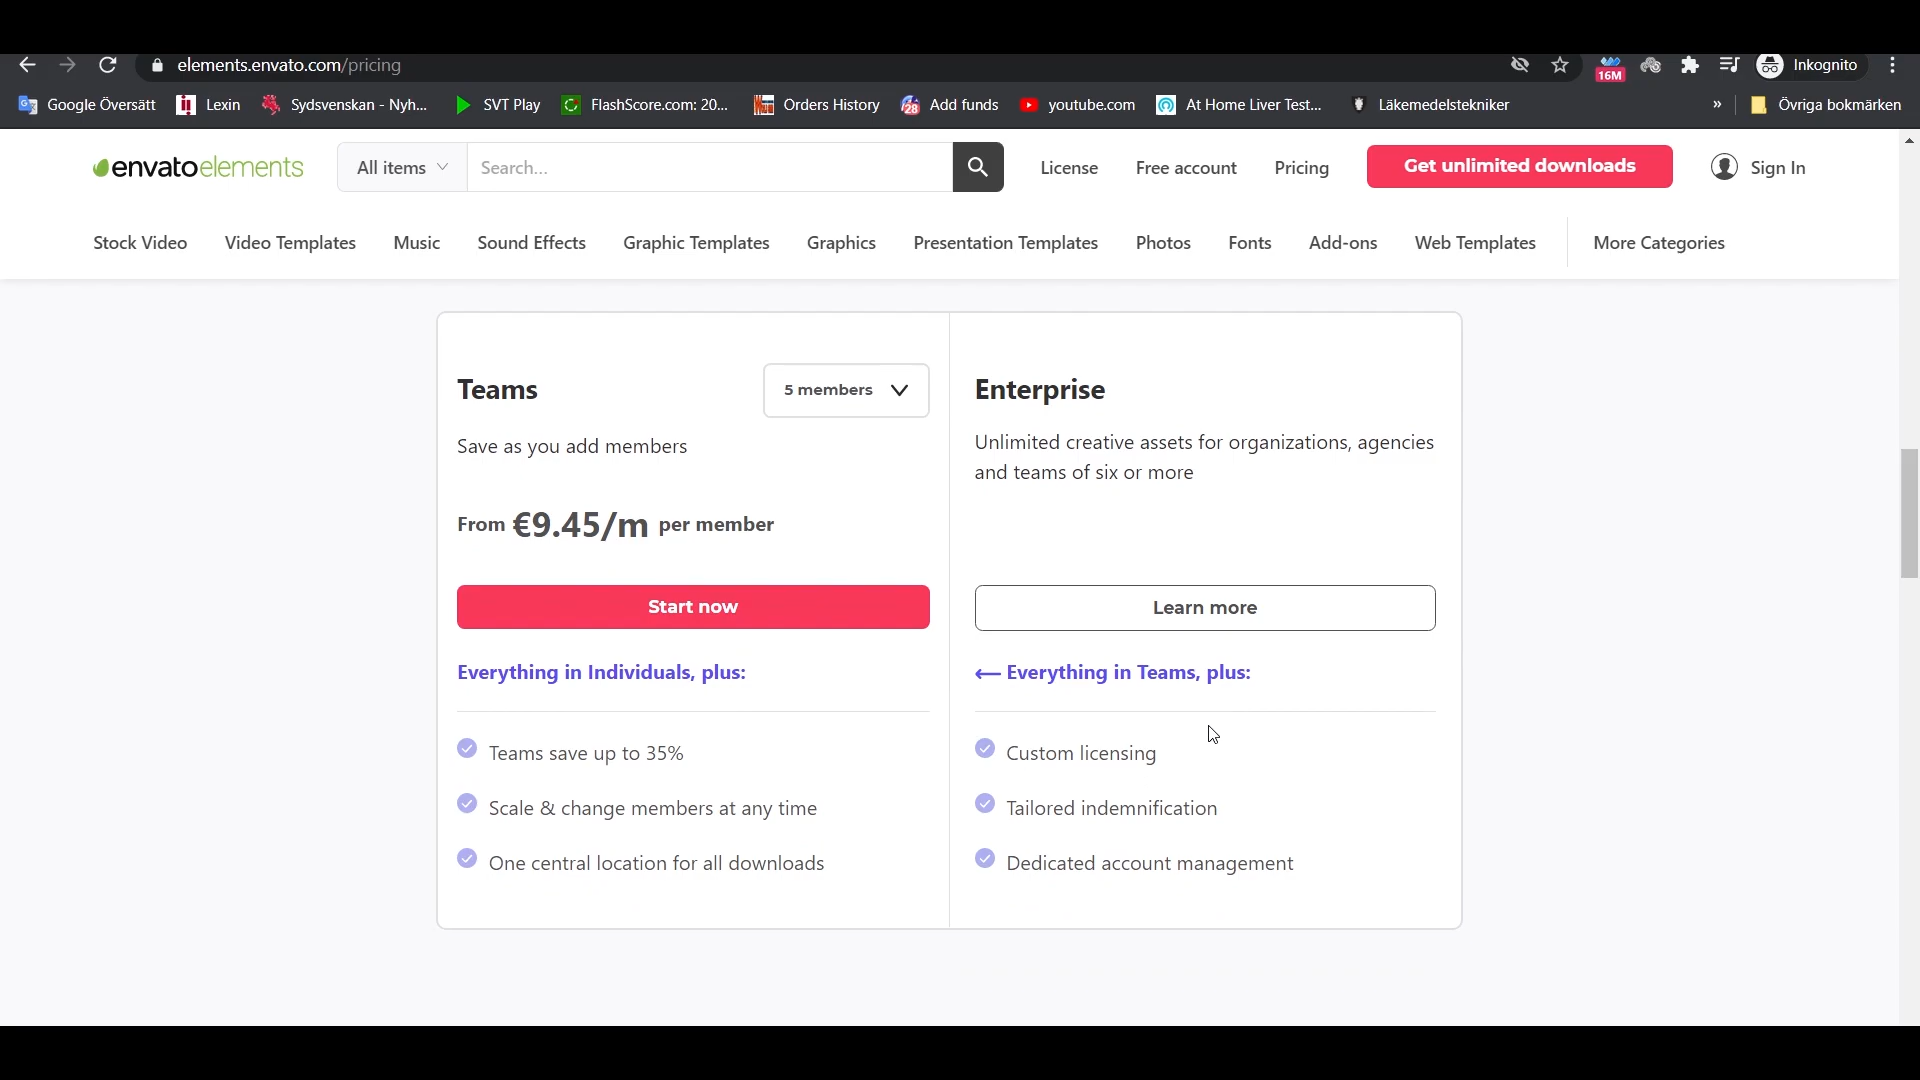 elements.envato.com/pricing
16M
Inkognito
Google Översätt
Lexin
Sydsvenskan - Nyh...
SVT Play
FlashScore.com: 20...
Orders History
28
Add funds
youtube.com
At Home Liver Test...
Läkemedelstekniker
»
Övriga bokmärken
envatoelements
All items
Search...
License
Free account
Pricing
Get unlimited downloads
Sign In
Stock Video
Video Templates
Music
Sound Effects
Graphic Templates
Graphics
Presentation Templates
Photos
Fonts
Add-ons
Web Templates
More Categories
Teams
5 members
Save as you add members
From €9.45/m per member
Start now
Everything in Individuals, plus:
Teams save up to 35%
Scale & change members at any time
One central location for all downloads
Enterprise
Unlimited creative assets for organizations, agencies
and teams of six or more
Learn more
⟵ Everything in Teams, plus:
Custom licensing
Tailored indemnification
Dedicated account management